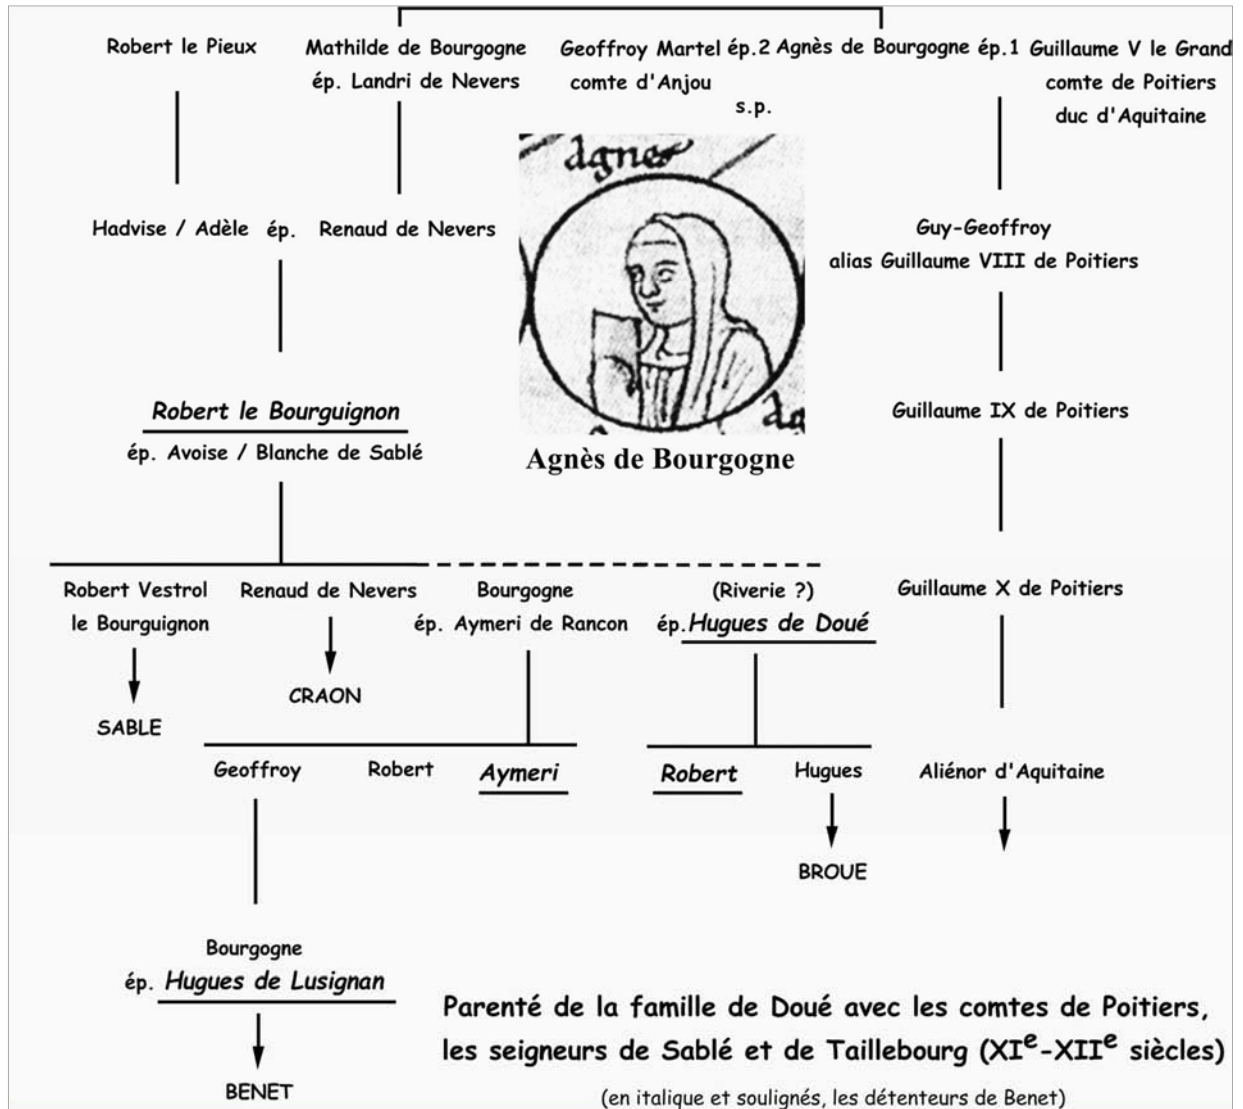 Robert le Pieux
Mathilde de Bourgogne
ép. Landri de Nevers
Geoffroy Martel ép.2 Agnès de Bourgogne ép.1 Guillaume V le Grand
comte d'Anjou
s.p.
comte de Poitiers
duc d'Aquitaine
agnes
Hadvise / Adèle ép. Renaud de Nevers
Guy-Geoffroy
alias Guillaume VIII de Poitiers
Robert le Bourguignon
ép. Avoise / Blanche de Sablé
Guillaume IX de Poitiers
Agnès de Bourgogne
Robert Vestrol
le Bourguignon
Renaud de Nevers
Bourgogne
ép. Aymeri de Rancon
(Riverie ?)
ép. Hugues de Doué
Guillaume X de Poitiers
CRAON
SABLE
Geoffroy
Robert
Aymeri
Robert
Hugues
Aliénor d'Aquitaine
BROUE
Bourgogne
ép. Hugues de Lusignan
BENET
Parenté de la famille de Doué avec les comtes de Poitiers,
les seigneurs de Sablé et de Taillebourg (XIe-XIIe siècles)
(en italique et soulignés, les détenteurs de Benet)